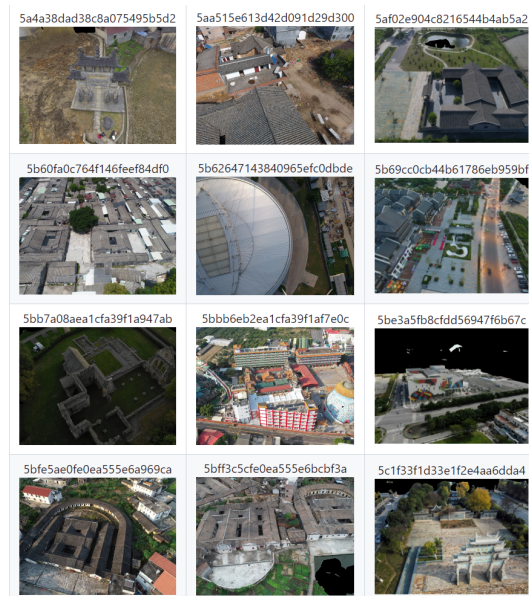 5a4a38dad38c8a075495b5d2
5aa515e613d42d091d29d300
5af02e904c8216544b4ab5a2
5b60fa0c764f146feef84df0
5b62647143840965efc0dbde
5b69cc0cb44b61786eb959bf
5bb7a08aea1cfa39f1a947ab
5bbb6eb2ea1cfa39f1af7e0c
5be3a5fb8cfdd56947f6b67c
5bfe5ae0fe0ea555e6a969ca
5bff3c5cfe0ea555e6bcbf3a
5c1f33f1d33e1f2e4aa6dda4